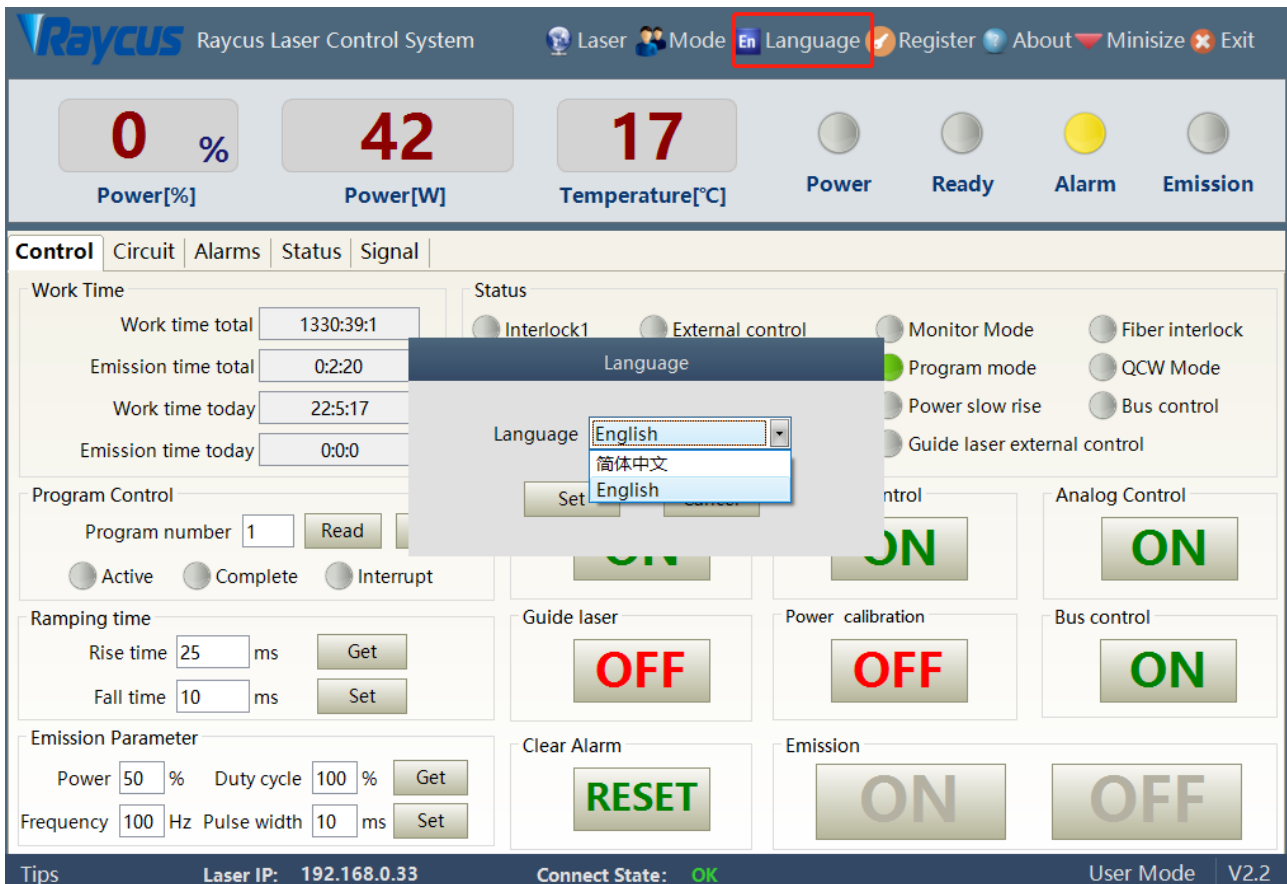 Raycus Raycus Laser Control System Laser Mode En Language Register About Minisize Exit
0 % 42 17
Power[%] Power[W] Temperature[℃] Power Ready Alarm Emission
Control Circuit Alarms Status Signal
Work Time Status
Work time total 1330:39:1 Interlock1 External control Monitor Mode Fiber interlock
Language
Emission time total 0:2:20 Program mode QCW Mode
Work time today 22:5:17 Power slow rise Bus control
Language English
Emission time today 0:0:0 Guide laser external control
简体中文
English
Set
Program Control Analog Control
Program number 1 Read ON ON
Active Complete Interrupt
Ramping time Guide laser Power calibration Bus control
Rise time 25 ms Get OFF OFF ON
Fall time 10 ms Set
Emission Parameter Clear Alarm Emission
Power 50 % Duty cycle 100 % Get RESET ON OFF
Frequency 100 Hz Pulse width 10 ms Set
Tips Laser IP: 192.168.0.33 Connect State: OK User Mode V2.2